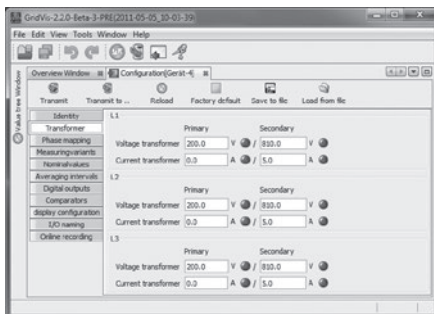 GridVis-2.2.0-Beta-3-PRE(2011-05-05_10-03-39)
File Edit View Tools Window Help
Value tree Window
Overview Window Configuration[Gerät-4]
Transmit Transmit to .. Reload Factory default Save to file Load from file
Identity
Transformer
Phase mapping
Measuringvariants
Nominalvalues
Averaging intervals
Digital outputs
Comparators
display configuration
I/O naming
Online recording
L1
Primary Secondary
Voltage transformer 200.0 V / 810.0 V
Current transformer 0.0 A / 5.0 A
L2
Primary Secondary
Voltage transformer 200.0 V / 810.0 V
Current transformer 0.0 A / 5.0 A
L3
Primary Secondary
Voltage transformer 200.0 V / 810.0 V
Current transformer 0.0 A / 5.0 A